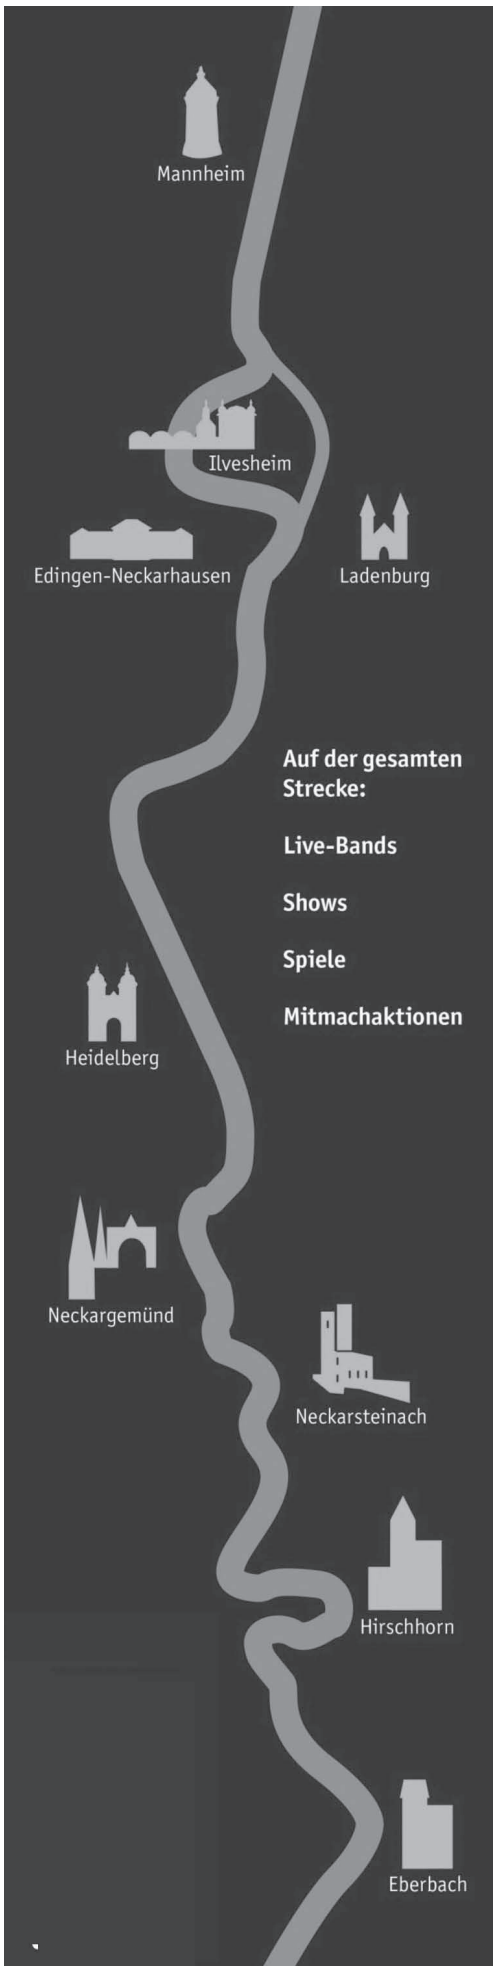 Mannheim
Ilvesheim
Edingen-Neckarhausen
Ladenburg
Auf der gesamten
Strecke:
Live-Bands
Shows
Spiele
Mitmachaktionen
Heidelberg
Neckargemünd
Neckarsteinach
Hirschhorn
Eberbach